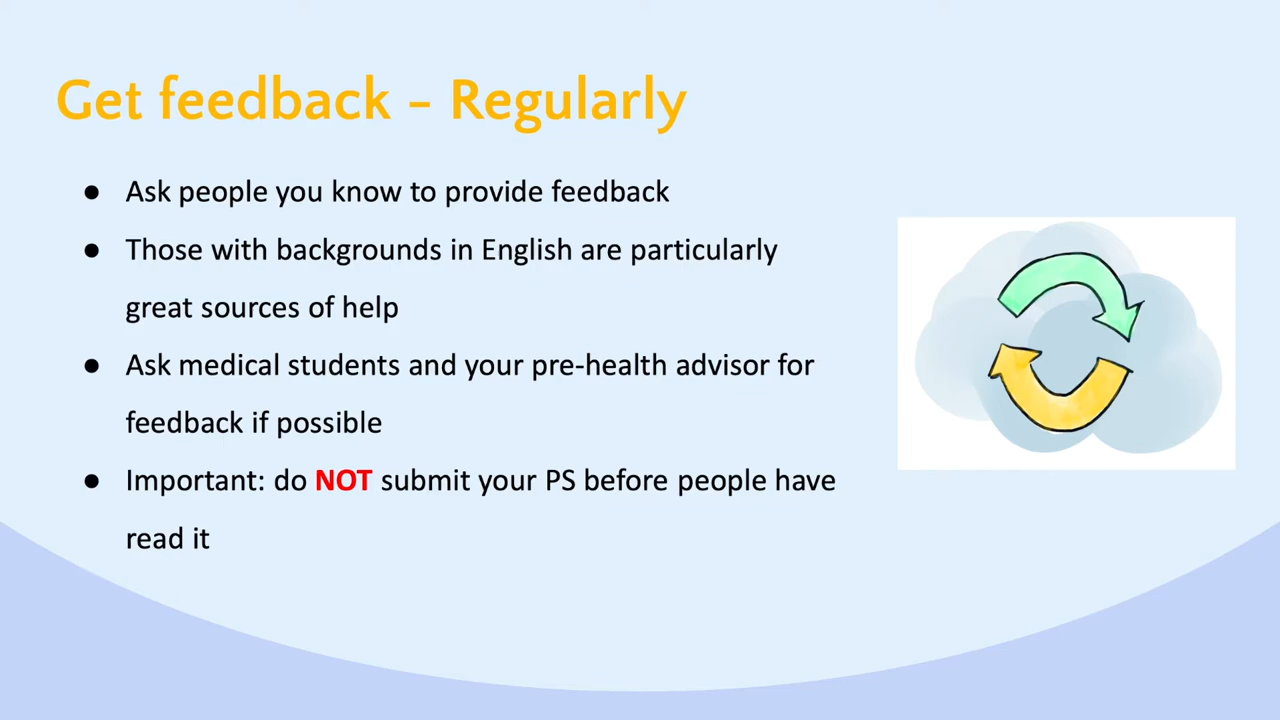 Get feedback – Regularly
● Ask people you know to provide feedback
● Those with backgrounds in English are particularly
great sources of help
● Ask medical students and your pre-health advisor for
feedback if possible
● Important: do NOT submit your PS before people have
read it